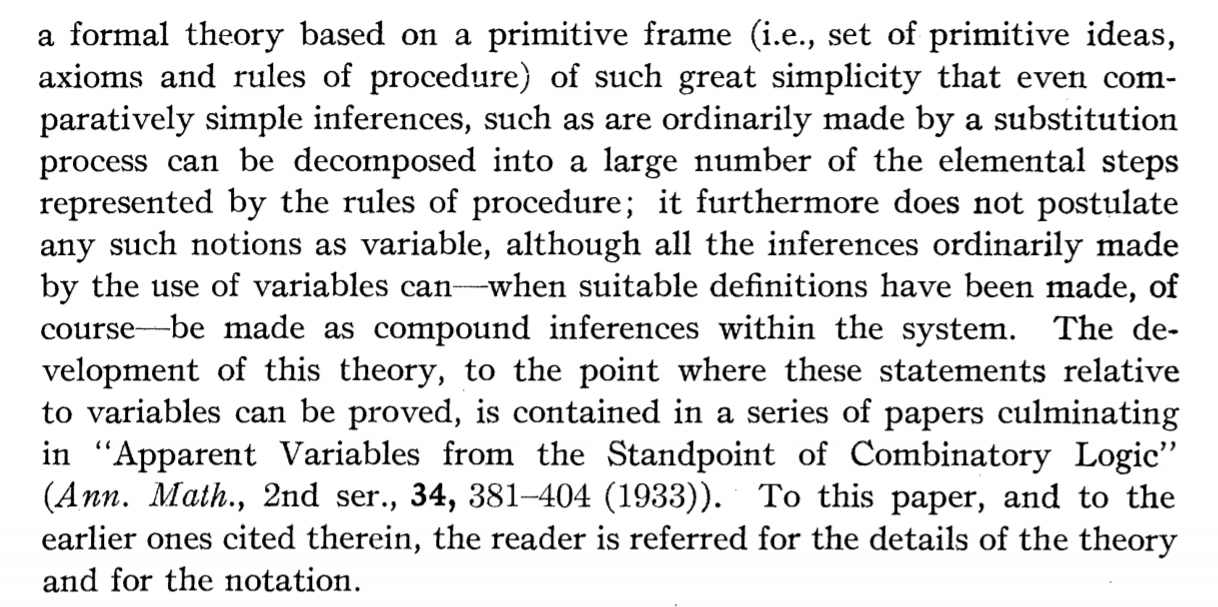 a formal theory based on a primitive frame (i.e., set of primitive ideas,
axioms and rules of procedure) of such great simplicity that even com-
paratively simple inferences, such as are ordinarily made by a substitution
process can be decomposed into a large number of the elemental steps
represented by the rules of procedure; it furthermore does not postulate
any such notions as variable, although all the inferences ordinarily made
by the use of variables can—when suitable definitions have been made, of
course—be made as compound inferences within the system. The de-
velopment of this theory, to the point where these statements relative
to variables can be proved, is contained in a series of papers culminating
in “Apparent Variables from the Standpoint of Combinatory Logic”
(Ann. Math., 2nd ser., 34, 381–404 (1933)). To this paper, and to the
earlier ones cited therein, the reader is referred for the details of the theory
and for the notation.